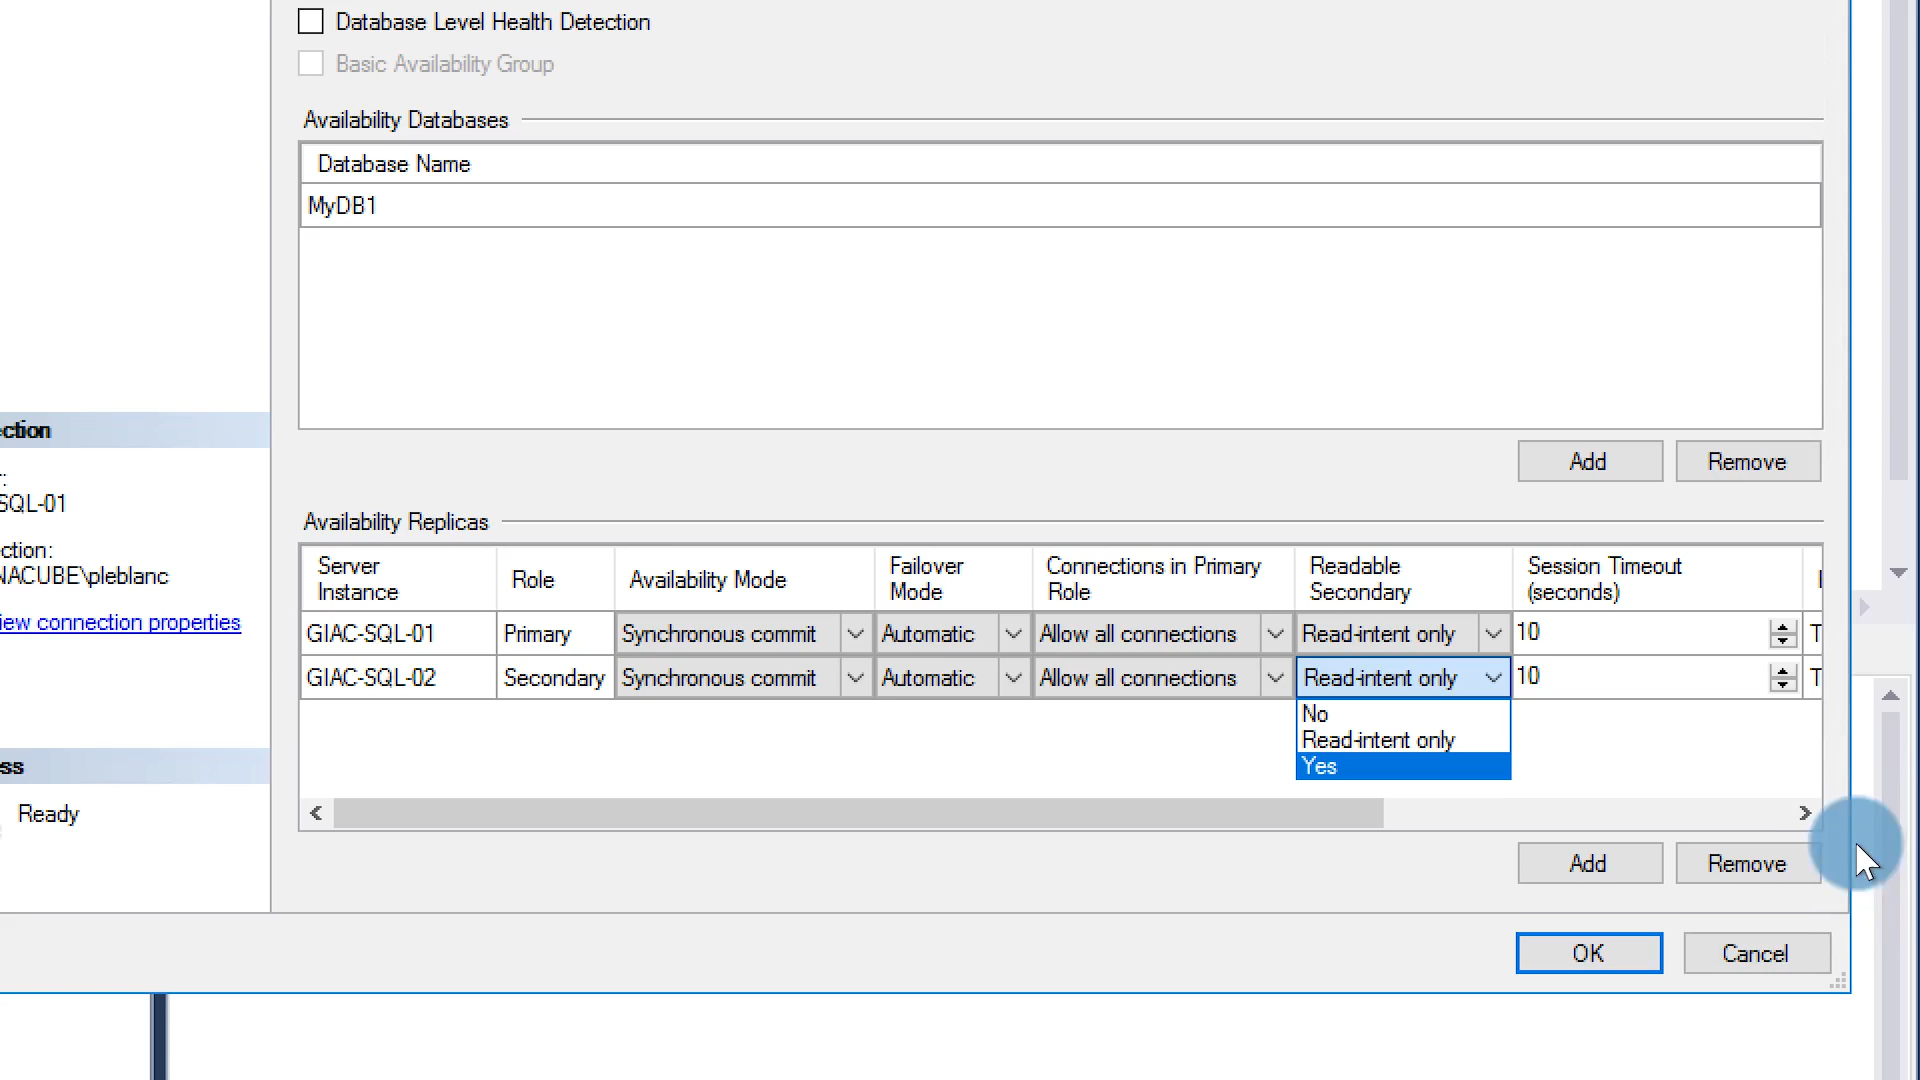 Database Level Health Detection
Basic Availability Group
Availability Databases
Database Name
MyDB1
ction
r:
SQL-01
ction:
NACUBE\pleblanc
iew connection properties
ss
Ready
Add Remove
Availability Replicas
Server Instance Role Availability Mode Failover Mode Connections in Primary Role Readable Secondary Session Timeout (seconds)
GIAC-SQL-01 Primary Synchronous commit Automatic Allow all connections Read-intent only 10 T
GIAC-SQL-02 Secondary Synchronous commit Automatic Allow all connections Read-intent only 10 T
No
Read-intent only
Yes
Add Remove
OK Cancel